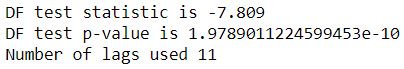 DF test statistic is -7.809
DF test p-value is 1.9789011224599453e-10
Number of lags used 11